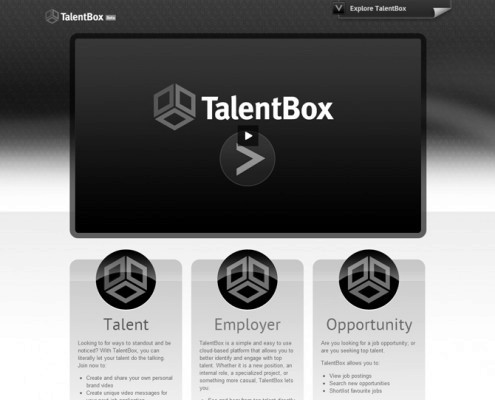 TalentBox Beta
Explore TalentBox
TalentBox
Talent
Looking to for ways to standout and be
noticed? With TalentBox, you can
literally let your talent do the talking.
Join now to:
Create and share your own personal
brand video
Create unique video messages for
Employer
TalentBox is a simple and easy to use
cloud-based platform that allows you to
better identify and engage with top
talent. Whether it is a new position, an
internal role, a specialized project, or
something more casual, TalentBox lets
you:
Opportunity
Are you looking for a job opportunity, or
are you seeking top talent.
TalentBox allows you to:
View job postings
Search new opportunities
Shortlist favourite jobs